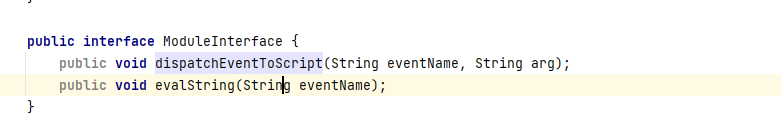 public interface ModuleInterface {
public void dispatchEventToScript(String eventName, String arg);
public void evalString(String eventName);
}